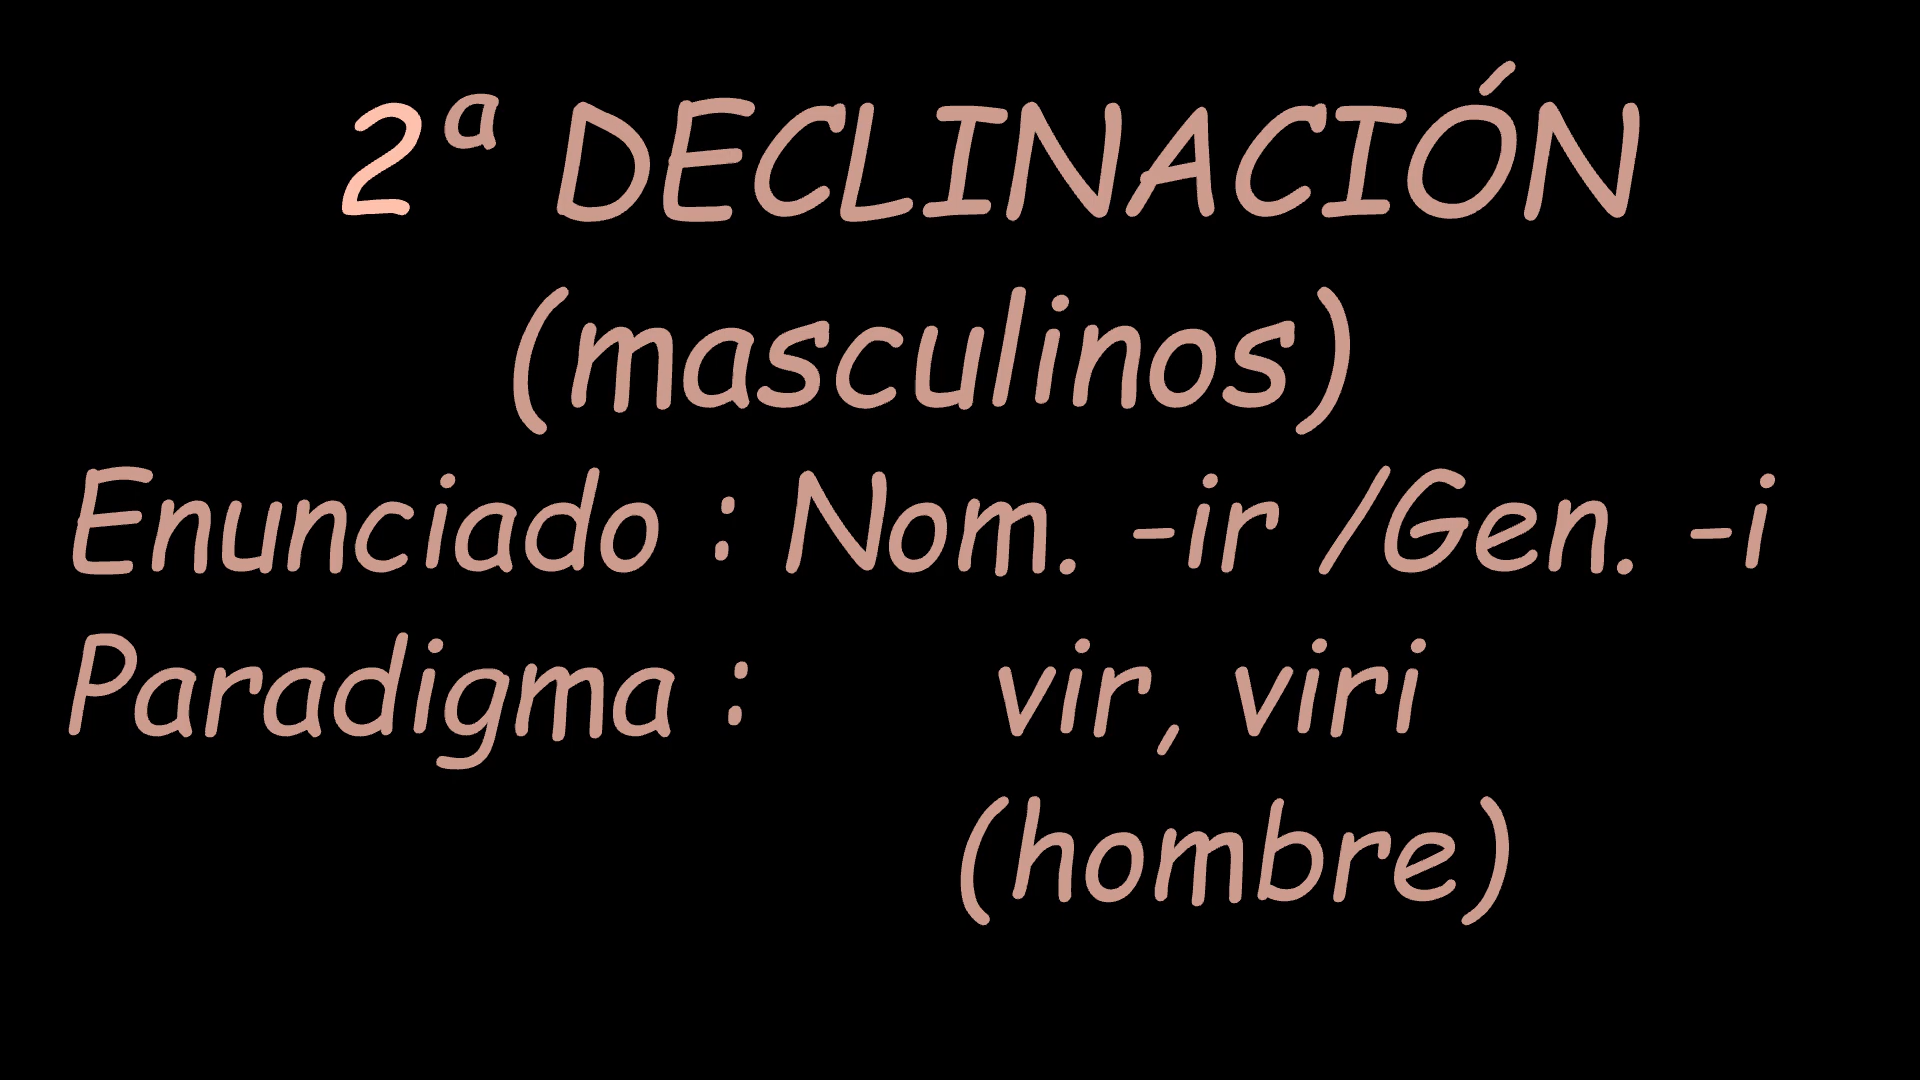 2ª DECLINACIÓN
(masculinos)
Enunciado : Nom. -ir /Gen. -i
Paradigma : vir, viri
(hombre)